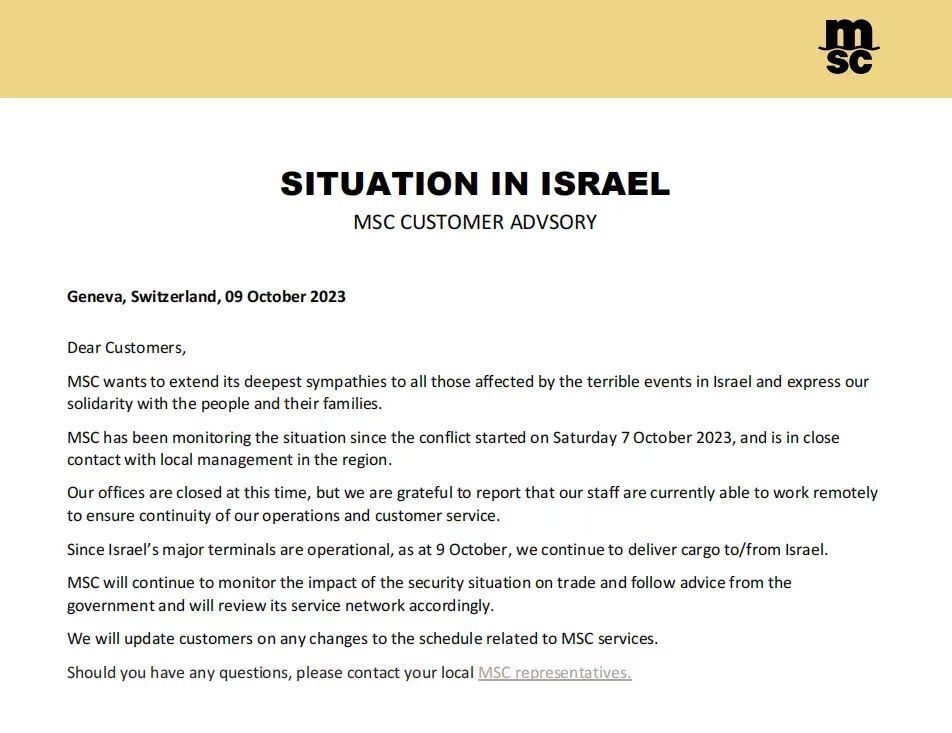 m
sc
SITUATION IN ISRAEL
MSC CUSTOMER ADVSORY
Geneva, Switzerland, 09 October 2023
Dear Customers,
MSC wants to extend its deepest sympathies to all those affected by the terrible events in Israel and express our
solidarity with the people and their families.
MSC has been monitoring the situation since the conflict started on Saturday 7 October 2023, and is in close
contact with local management in the region.
Our offices are closed at this time, but we are grateful to report that our staff are currently able to work remotely
to ensure continuity of our operations and customer service.
Since Israel’s major terminals are operational, as at 9 October, we continue to deliver cargo to/from Israel.
MSC will continue to monitor the impact of the security situation on trade and follow advice from the
government and will review its service network accordingly.
We will update customers on any changes to the schedule related to MSC services.
Should you have any questions, please contact your local MSC representatives.